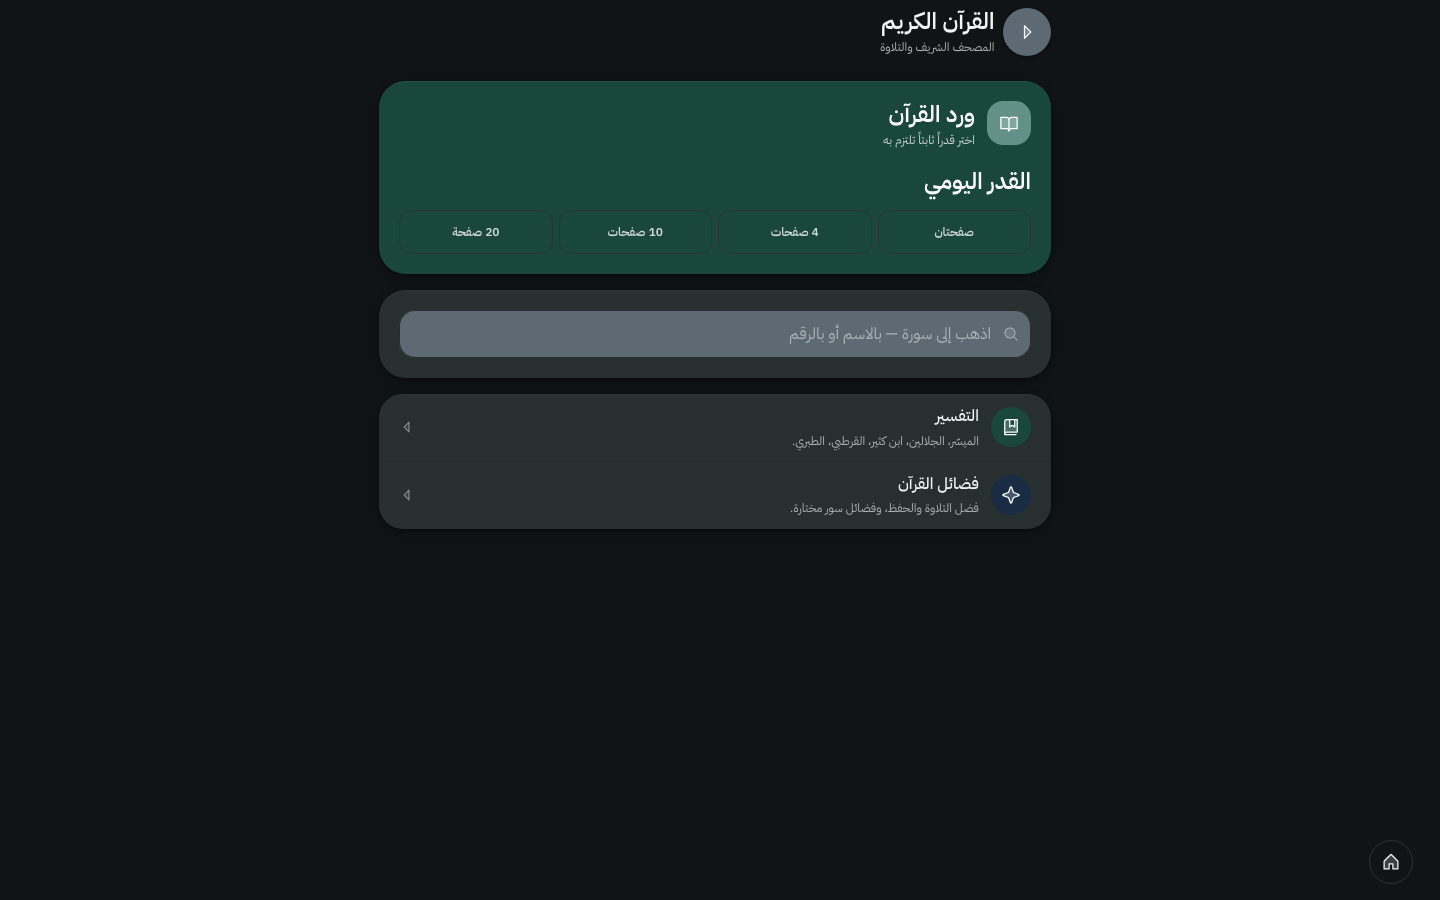 القرآن الكريم
المصحف الشريف والتلاوة
ورد القرآن
اختر قدراً ثابتاً تلتزم به
القدر اليومي
صفحتان
4 صفحات
10 صفحات
20 صفحة
اذهب إلى سورة — بالاسم أو بالرقم
التفسير
الميسّر، الجلالين، ابن كثير، القرطبي، الطبري.
فضائل القرآن
فضل التلاوة والحفظ، وفضائل سور مختارة.